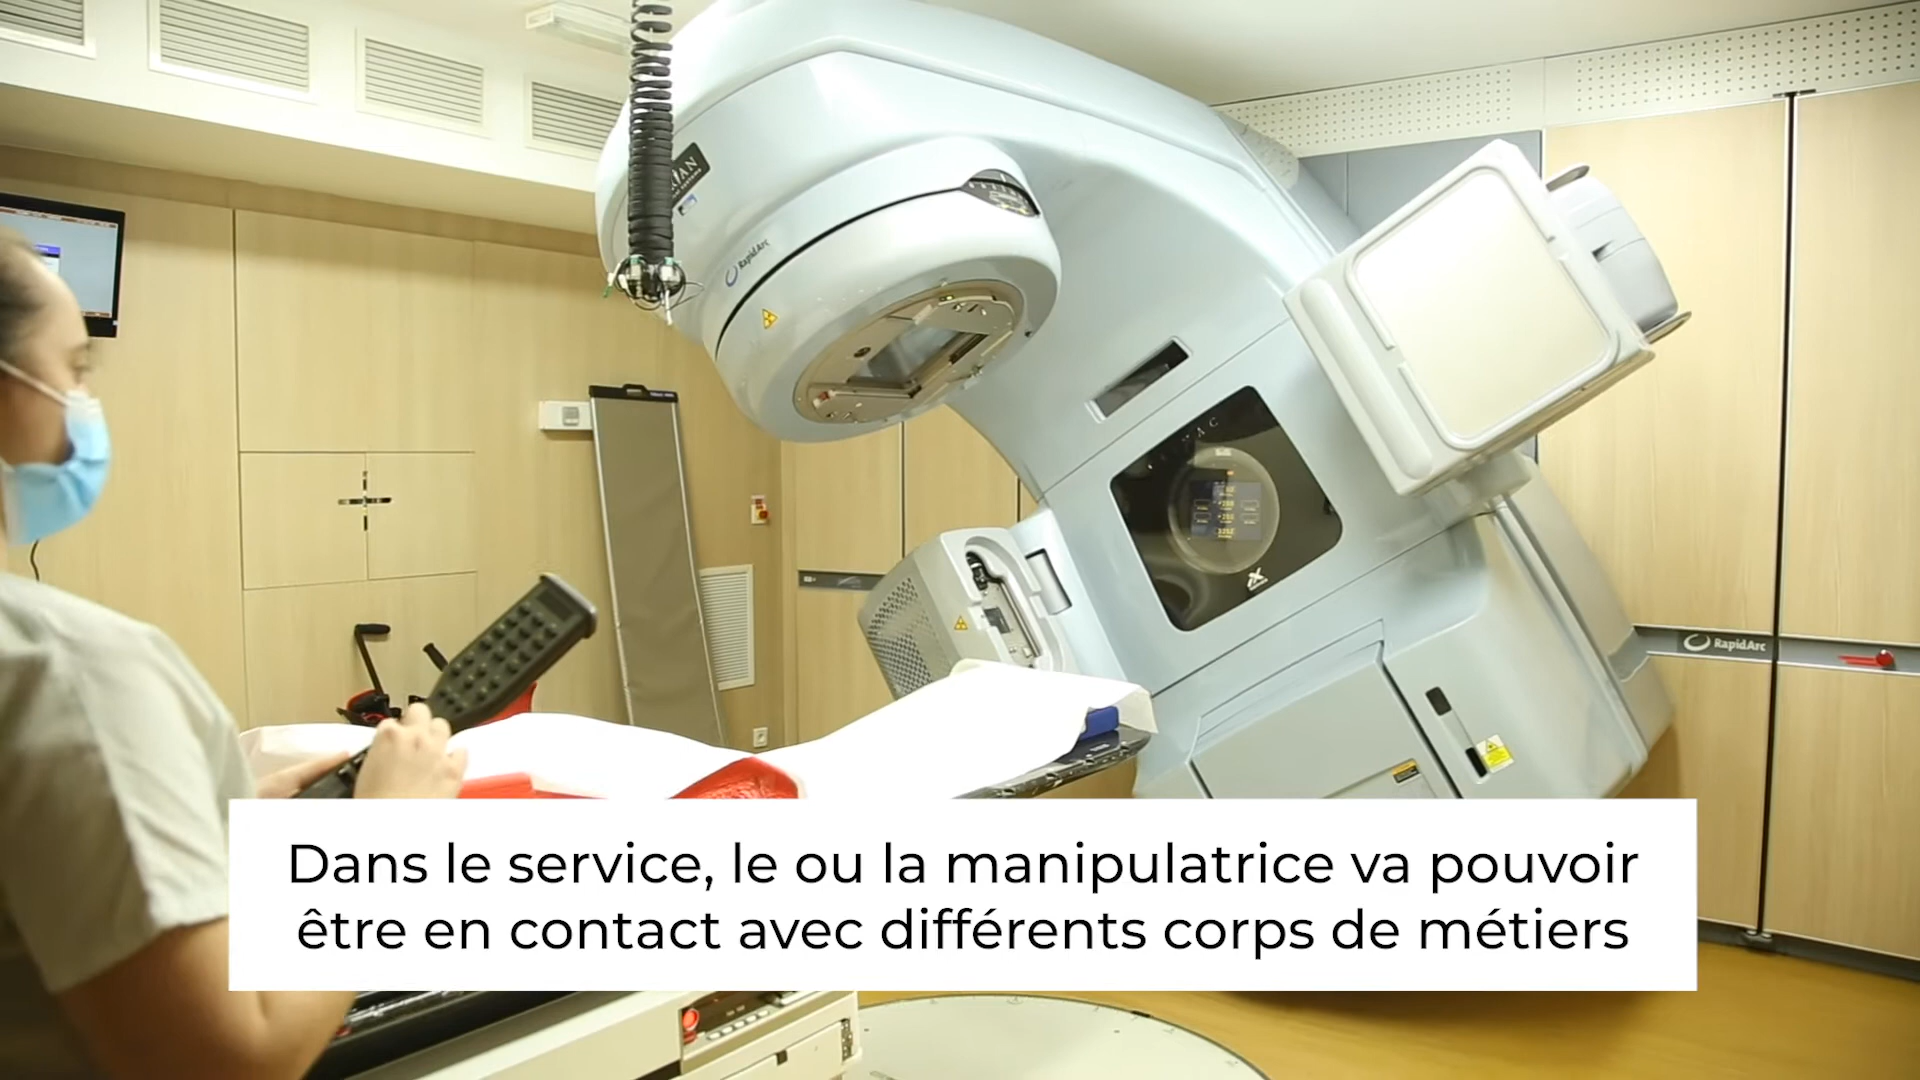 RapidArc
RapidArc
Dans le service, le ou la manipulatrice va pouvoir
être en contact avec différents corps de métiers